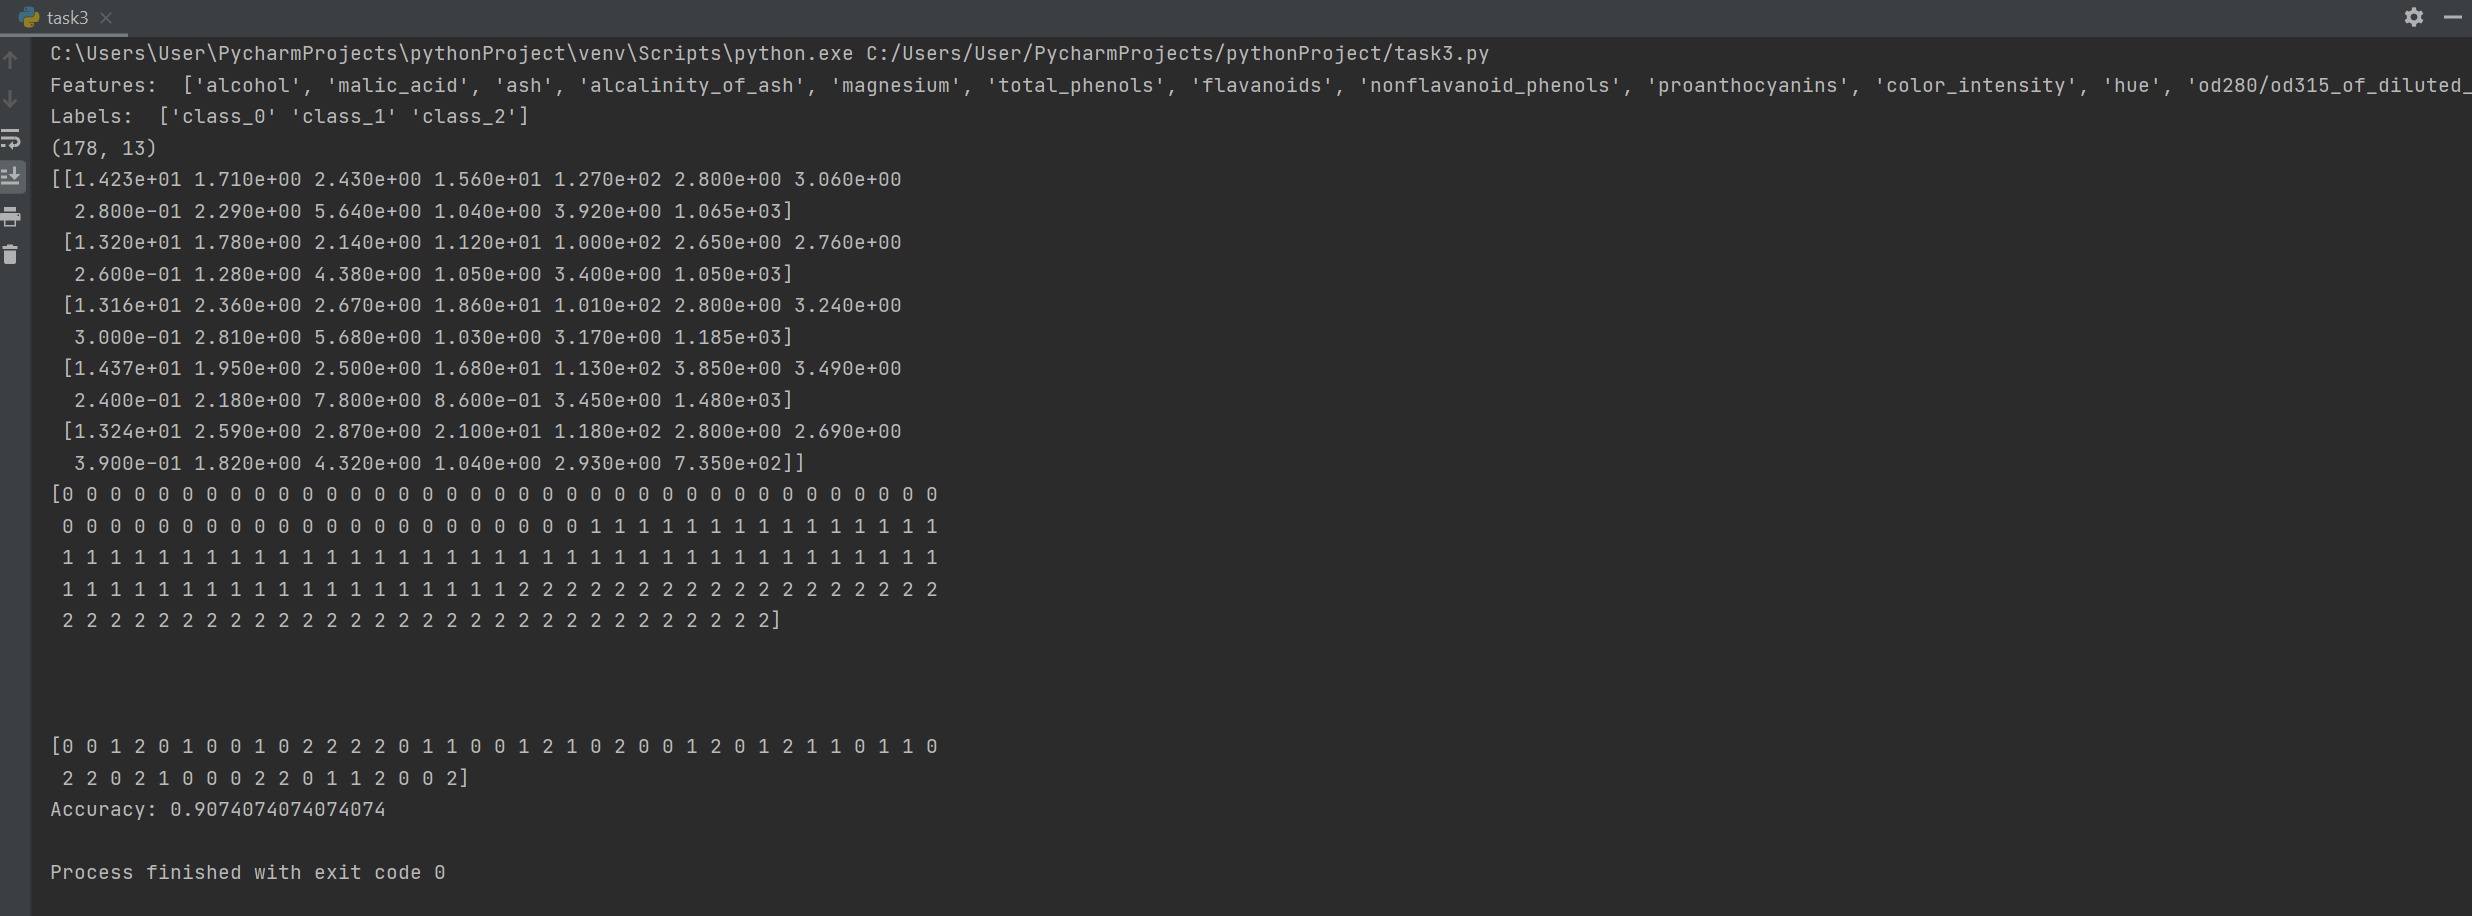 task3
C:\Users\User\PycharmProjects\pythonProject\venv\Scripts\python.exe C:/Users/User/PycharmProjects/pythonProject/task3.py
Features:  ['alcohol', 'malic_acid', 'ash', 'alcalinity_of_ash', 'magnesium', 'total_phenols', 'flavanoids', 'nonflavanoid_phenols', 'proanthocyanins', 'color_intensity', 'hue', 'od280/od315_of_diluted_
Labels:  ['class_0' 'class_1' 'class_2']
(178, 13)
[[1.423e+01 1.710e+00 2.430e+00 1.560e+01 1.270e+02 2.800e+00 3.060e+00
  2.800e-01 2.290e+00 5.640e+00 1.040e+00 3.920e+00 1.065e+03]
 [1.320e+01 1.780e+00 2.140e+00 1.120e+01 1.000e+02 2.650e+00 2.760e+00
  2.600e-01 1.280e+00 4.380e+00 1.050e+00 3.400e+00 1.050e+03]
 [1.316e+01 2.360e+00 2.670e+00 1.860e+01 1.010e+02 2.800e+00 3.240e+00
  3.000e-01 2.810e+00 5.680e+00 1.030e+00 3.170e+00 1.185e+03]
 [1.437e+01 1.950e+00 2.500e+00 1.680e+01 1.130e+02 3.850e+00 3.490e+00
  2.400e-01 2.180e+00 7.800e+00 8.600e-01 3.450e+00 1.480e+03]
 [1.324e+01 2.590e+00 2.870e+00 2.100e+01 1.180e+02 2.800e+00 2.690e+00
  3.900e-01 1.820e+00 4.320e+00 1.040e+00 2.930e+00 7.350e+02]]
[0 0 0 0 0 0 0 0 0 0 0 0 0 0 0 0 0 0 0 0 0 0 0 0 0 0 0 0 0 0 0 0 0 0 0 0 0
 0 0 0 0 0 0 0 0 0 0 0 0 0 0 0 0 0 0 0 0 0 0 1 1 1 1 1 1 1 1 1 1 1 1 1 1 1
 1 1 1 1 1 1 1 1 1 1 1 1 1 1 1 1 1 1 1 1 1 1 1 1 1 1 1 1 1 1 1 1 1 1 1 1 1
 1 1 1 1 1 1 1 1 1 1 1 1 1 1 1 1 1 1 1 2 2 2 2 2 2 2 2 2 2 2 2 2 2 2 2 2 2
 2 2 2 2 2 2 2 2 2 2 2 2 2 2 2 2 2 2 2 2 2 2 2 2 2 2 2 2 2 2]
[0 0 1 2 0 1 0 0 1 0 2 2 2 2 0 1 1 0 0 1 2 1 0 2 0 0 1 2 0 1 2 1 1 0 1 1 0
 2 2 0 2 1 0 0 0 2 2 0 1 1 2 0 0 2]
Accuracy: 0.9074074074074074
Process finished with exit code 0